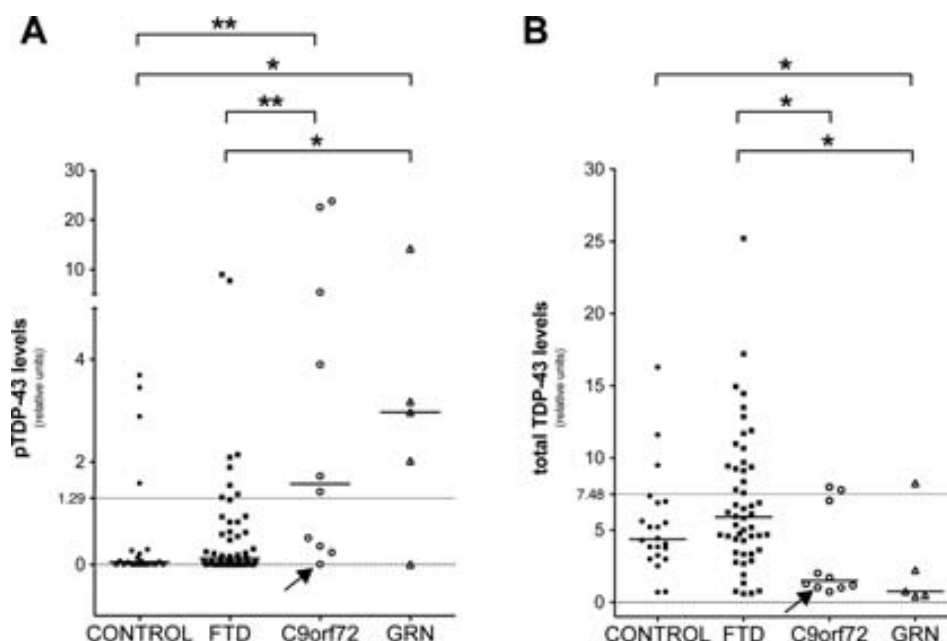 A
**
*
**
*
30
20
10
4
2
1.29
0
pTDP-43 levels
(relative units)
CONTROL FTD C9orf72 GRN
B
*
*
*
30
25
20
15
10
7.48
5
0
total TDP-43 levels
(relative units)
CONTROL FTD C9orf72 GRN